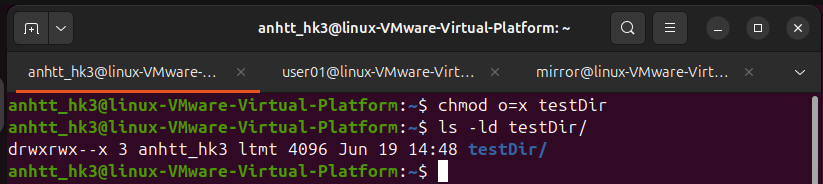 anhtt_hk3@linux-VMware-Virtual-Platform: ~
anhtt_hk3@linux-VMware-... user01@linux-VMware-Virt... mirror@linux-VMware-Virt...
anhtt_hk3@linux-VMware-Virtual-Platform:~$ chmod o=x testDir
anhtt_hk3@linux-VMware-Virtual-Platform:~$ ls -ld testDir/
drwxrwx--x 3 anhtt_hk3 ltmt 4096 Jun 19 14:48 testDir/
anhtt_hk3@linux-VMware-Virtual-Platform:~$